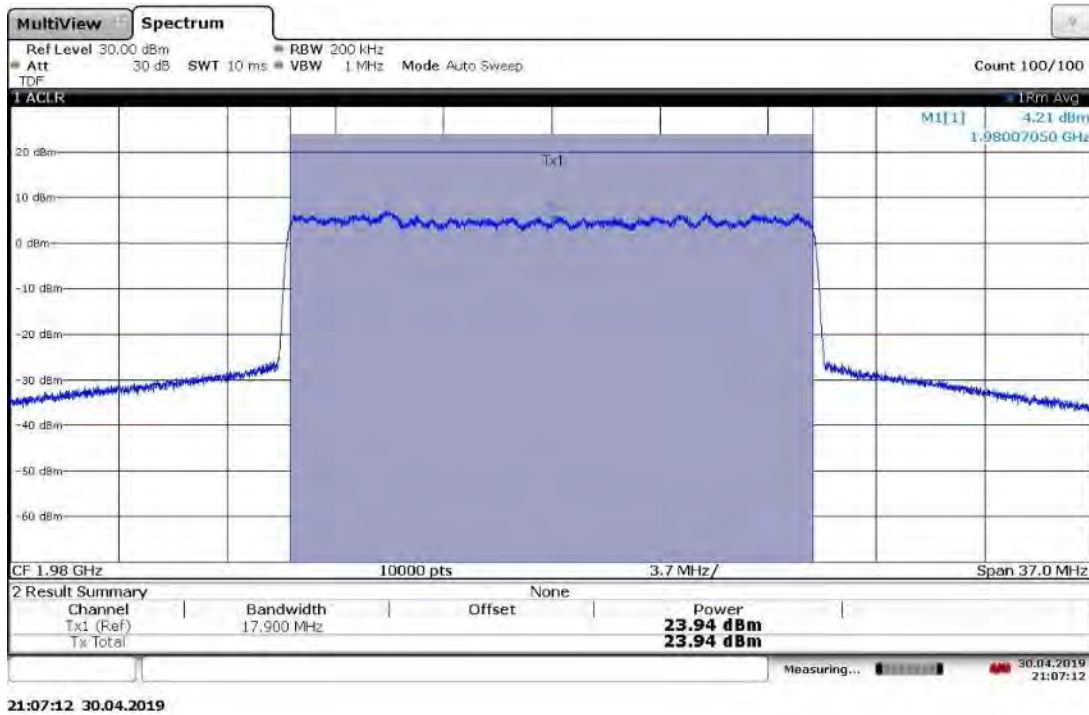 MultiView Spectrum
Ref Level 30.00 dBm RBW 200 kHz
Att 30 dB SWT 10 ms VBW 1 MHz Mode Auto Sweep Count 100/100
TDF
1 ACLR 1Rm Avg
M1[1] 4.21 dBm
1.98007050 GHz
20 dBm
Tx1
10 dBm
0 dBm
-10 dBm
-20 dBm
-30 dBm
-40 dBm
-50 dBm
-60 dBm
CF 1.98 GHz 10000 pts 3.7 MHz/ Span 37.0 MHz
2 Result Summary None
Channel Bandwidth Offset Power
Tx1 (Ref) 17.900 MHz 23.94 dBm
Tx Total 23.94 dBm
Measuring... 30.04.2019
21:07:12
21:07:12 30.04.2019